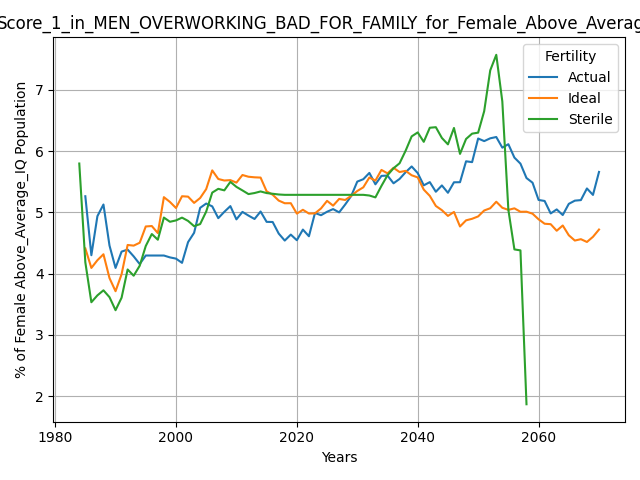 Score_1_in_MEN_OVERWORKING_BAD_FOR_FAMILY_for_Female_Above_Averag
% of Female Above_Average_IQ Population
7
6
5
4
3
2
Fertility
Actual
Ideal
Sterile
1980
2000
2020
2040
2060
Years